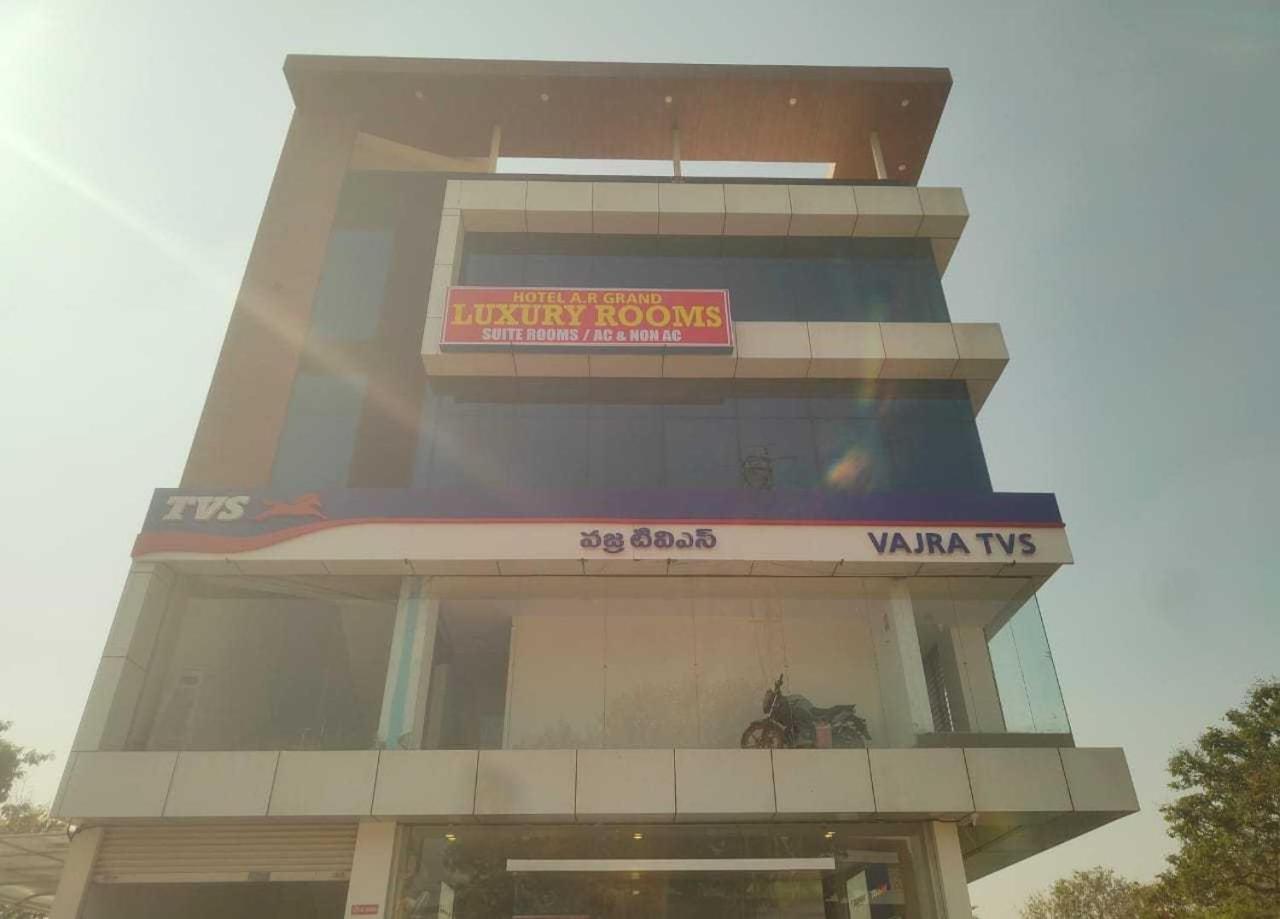 HOTEL A.R GRAND
LUXURY ROOMS
SUITE ROOMS / AC & NON AC
TVS
వజ్ర టీవీఎస్ VAJRA TVS